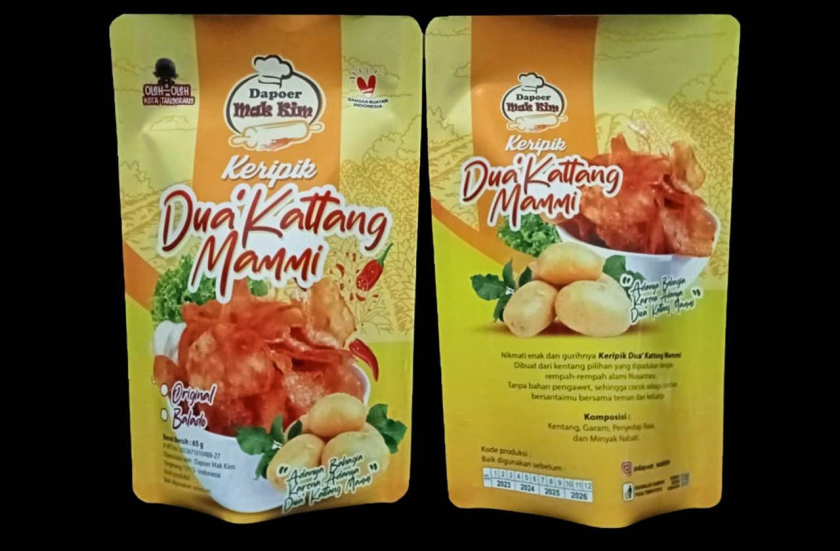 OLEH-OLEH
KOTA TANGERANG
Dapoer
Mak Kim
BANGGA BUATAN
INDONESIA
Keripik
Dua' Kattang
Mammi
Original
Balado
Berat Bersih : 65 g
Tangerang 15113 - Indonesia
"Adanya Bahagia
Karena Adanya
Dua' Kattang Mammi"
Dapoer
Mak Kim
Keripik
Dua' Kattang
Mammi
"Adanya Bahagia
Karena Adanya
Dua' Kattang Mammi"
Nikmati enak dan gurihnya Keripik Dua' Kattang Mammi
Dibuat dari kentang pilihan yang dipadukan dengan
rempah-rempah alami Nusantara.
Tanpa bahan pengawet, sehingga cocok sebagai
bersantaimu bersama teman dan keluarga.
Komposisi :
Kentang, Garam, Penyedap Rasa,
dan Minyak Nabati.
Kode produksi :
Baik digunakan sebelum :
1 2 3 4 5 6 7 8 9 10 11 12
2023 2024 2025 2026